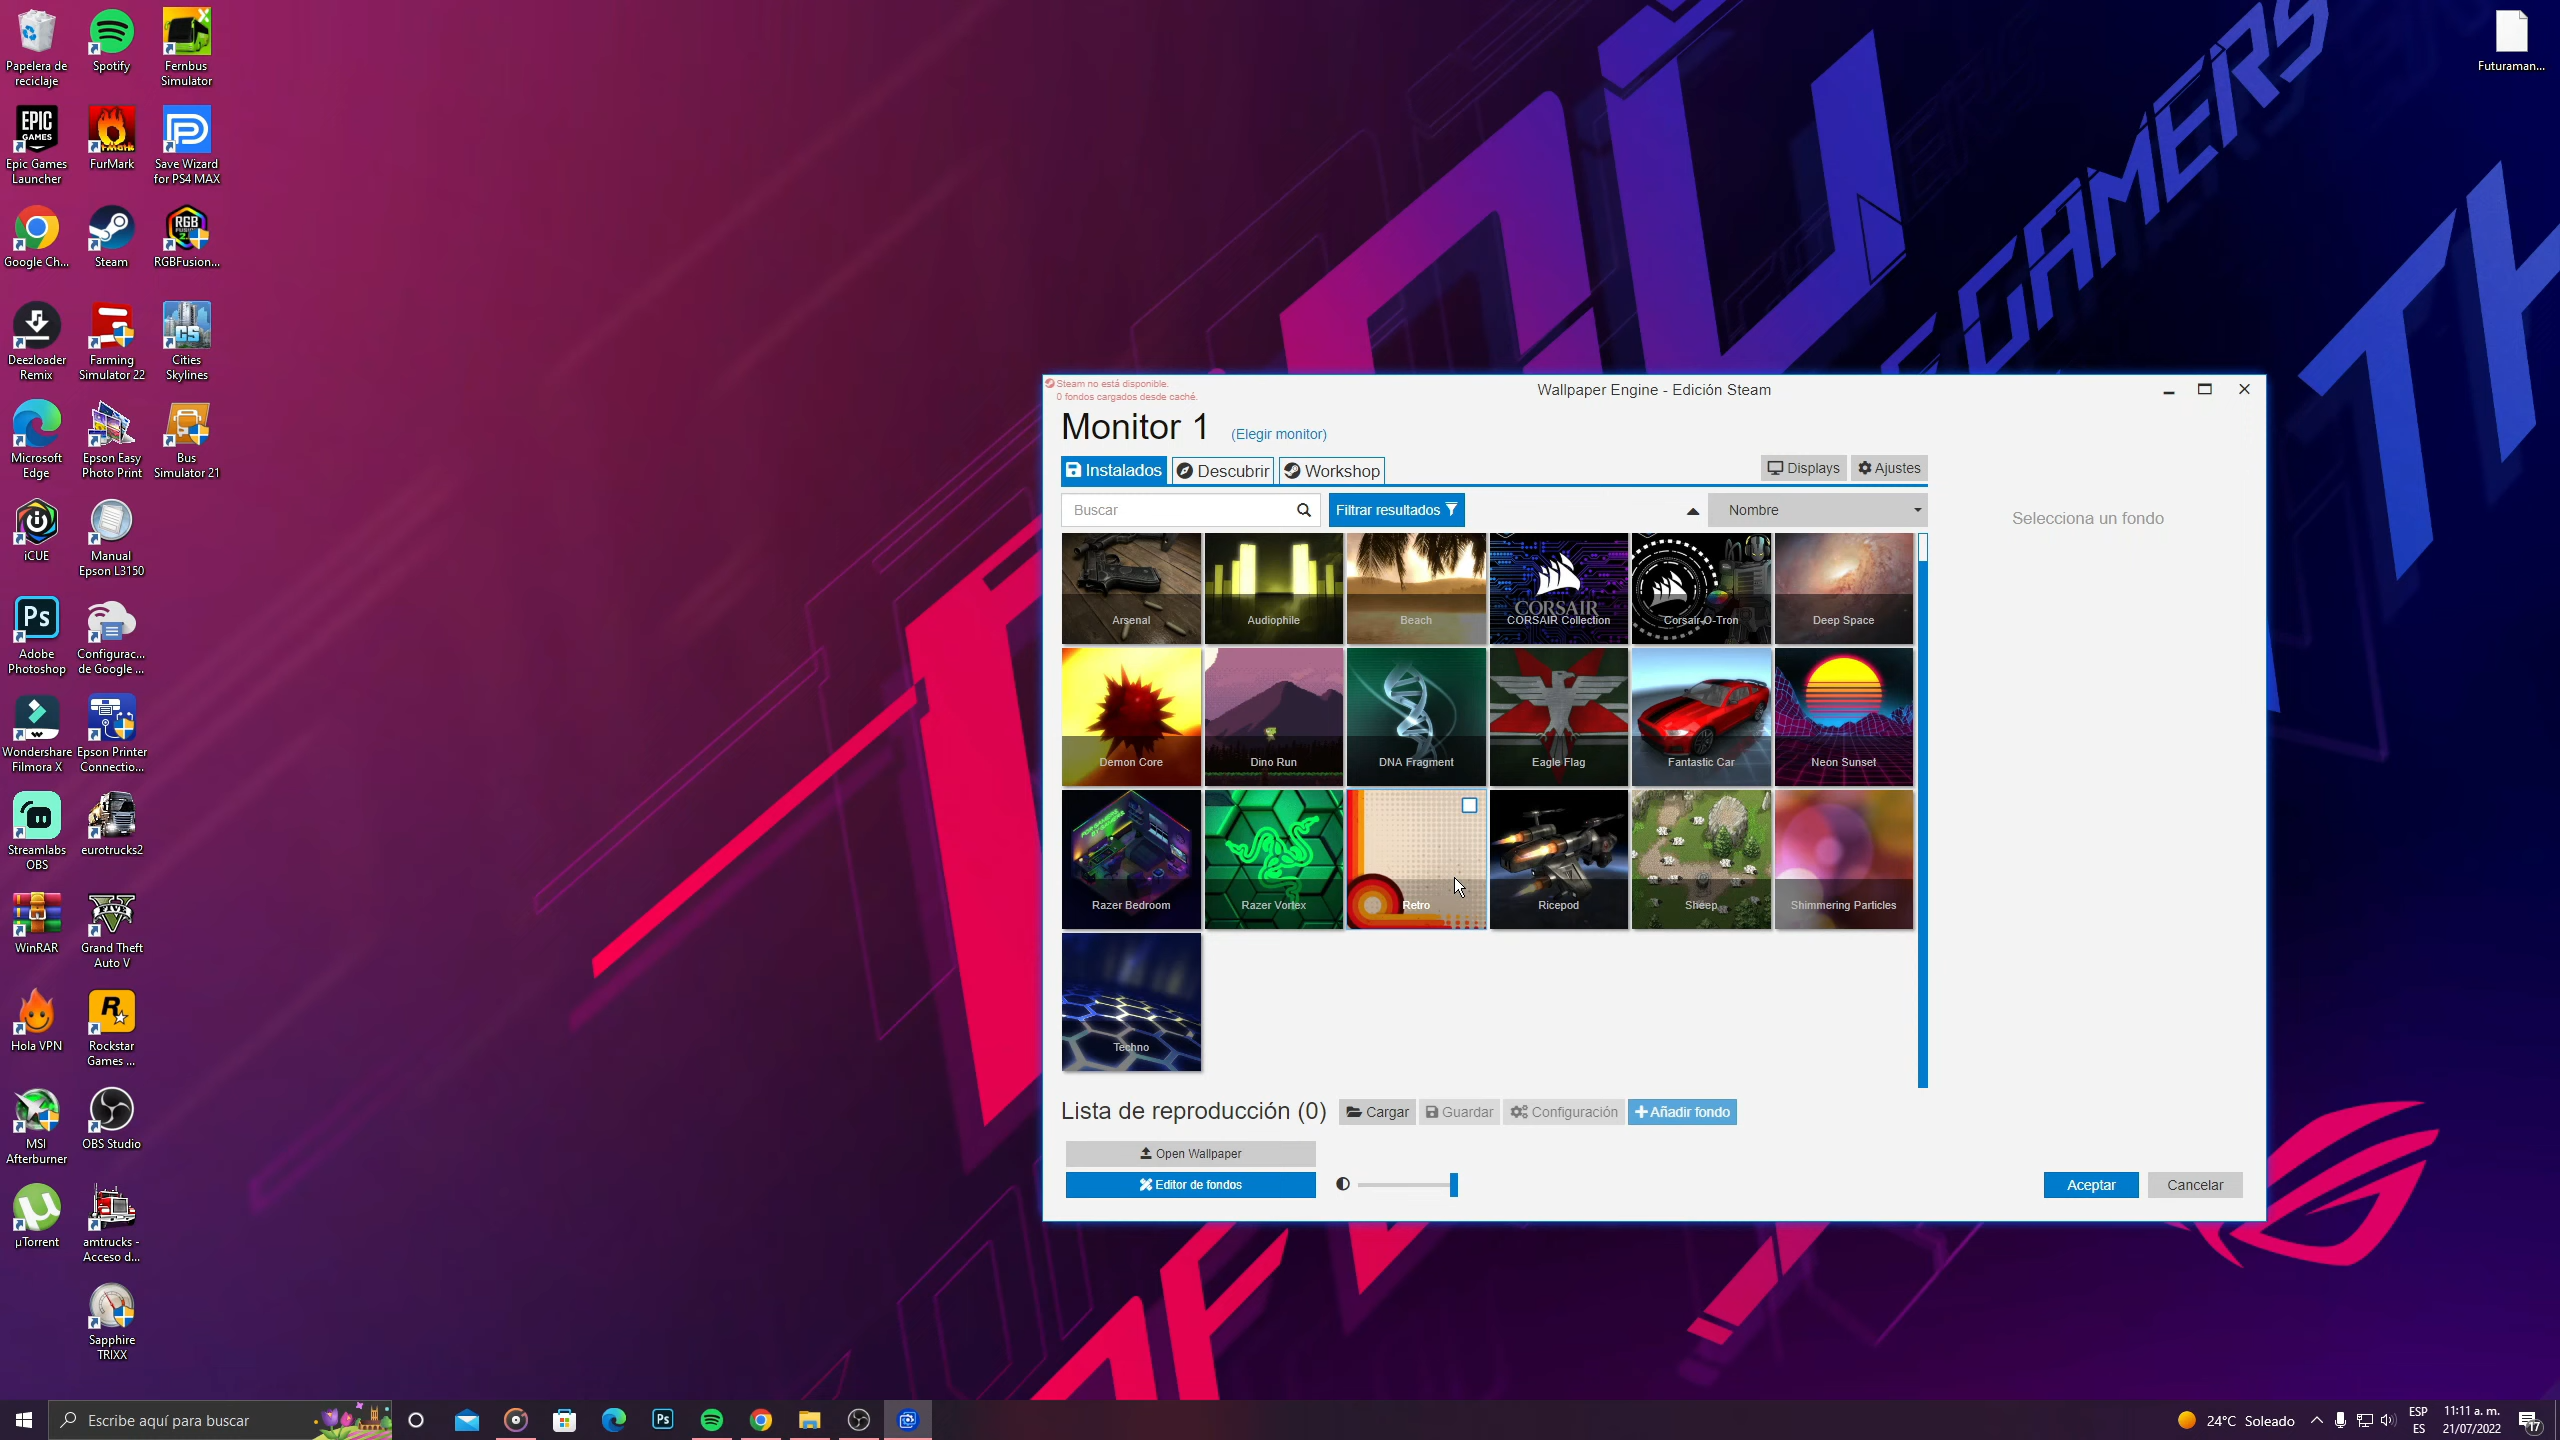 Papelera de
reciclaje
Spotify
Fernbus
Simulator
EPIC
GAMES
Epic Games
Launcher
FurMark
Save Wizard
for PS4 MAX
Google Ch...
Steam
RGB
RGBFusion...
Deezloader
Remix
Farming
Simulator 22
CS
Cities
Skylines
Microsoft
Edge
Epson Easy
Photo Print
Bus
Simulator 21
iCUE
Manual
Epson L3150
Ps
Adobe
Photoshop
Configurac...
de Google ...
Wondershare
Filmora X
Epson Printer
Connectio...
Streamlabs
OBS
eurotrucks2
WinRAR
FIVE
Grand Theft
Auto V
Hola VPN
R
Rockstar
Games ...
MSI
Afterburner
OBS Studio
µTorrent
amtrucks -
Acceso d...
Sapphire
TRIXX
Futuraman...
GAMERS
TH
Steam no está disponible.
0 fondos cargados desde caché.
Wallpaper Engine - Edición Steam
Monitor 1
(Elegir monitor)
Instalados
Descubrir
Workshop
Displays
Ajustes
Buscar
Filtrar resultados
Nombre
Selecciona un fondo
Arsenal
Audiophile
Beach
CORSAIR
CORSAIR Collection
Corsair-O-Tron
Deep Space
Demon Core
Dino Run
DNA Fragment
Eagle Flag
Fantastic Car
Neon Sunset
Razer Bedroom
Razer Vortex
Retro
Ricepod
Sheep
Shimmering Particles
Techno
Lista de reproducción (0)
Cargar
Guardar
Configuración
Añadir fondo
Open Wallpaper
Editor de fondos
Aceptar
Cancelar
Escribe aquí para buscar
Ps
24°C Soleado
ESP
ES
11:11 a. m.
21/07/2022
17